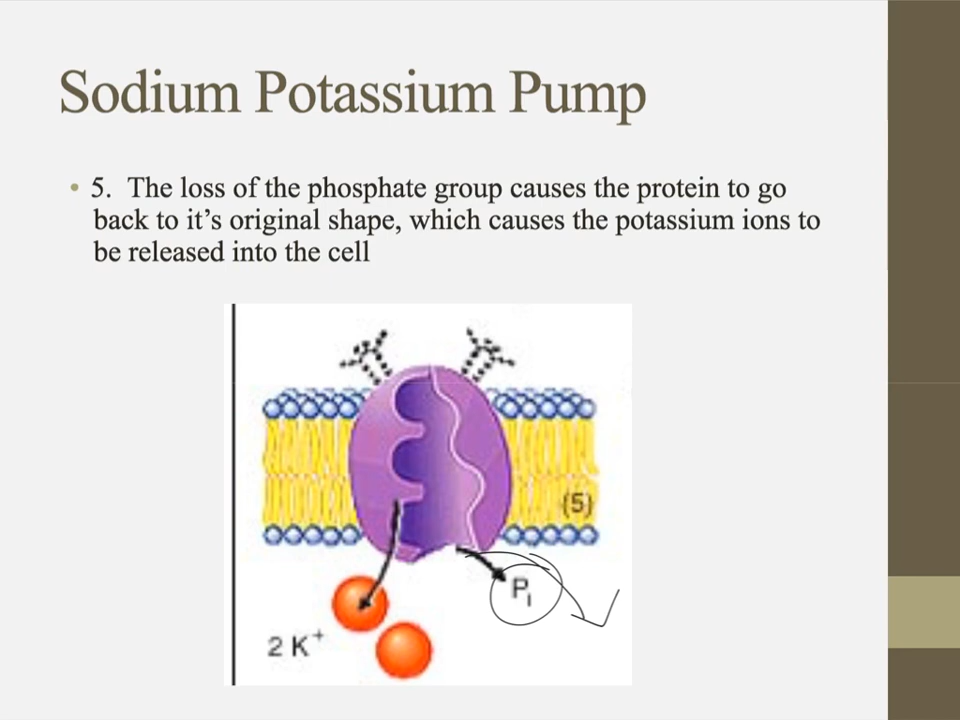 Sodium Potassium Pump
• 5. The loss of the phosphate group causes the protein to go
back to it’s original shape, which causes the potassium ions to
be released into the cell
(5)
Pi
2 K+